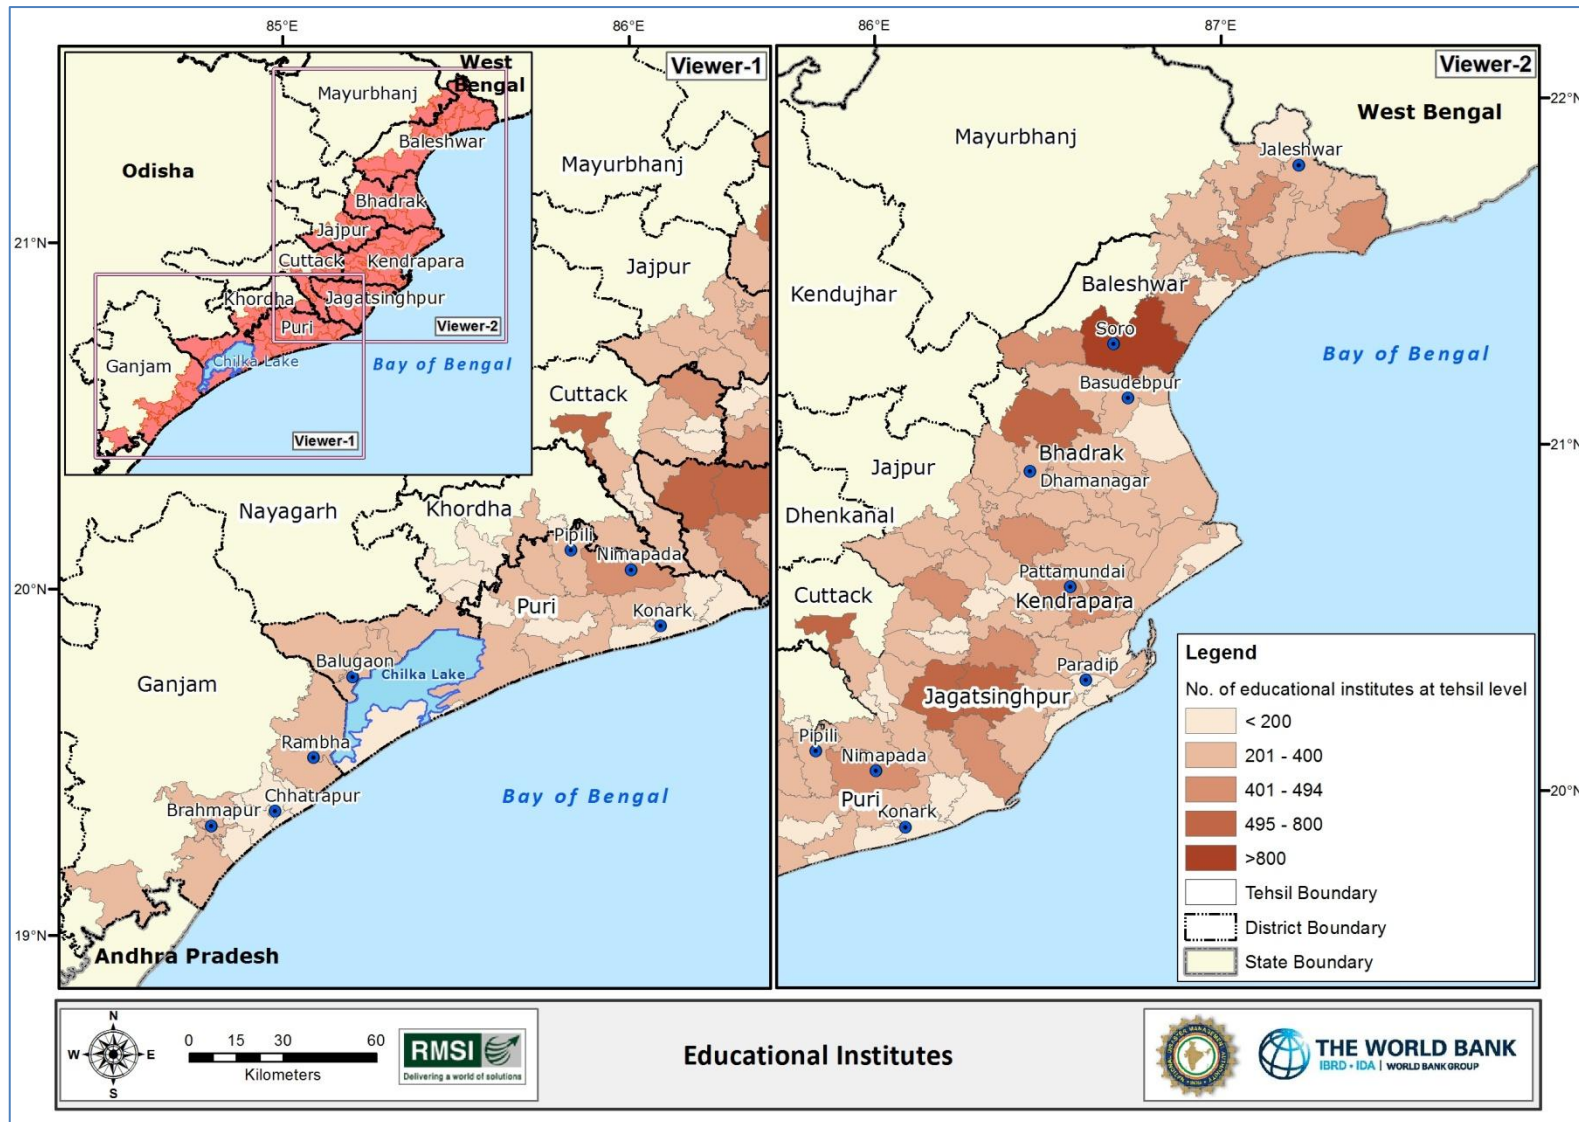 85°E
86°E
86°E
87°E
Viewer-1
West
Bengal
Mayurbhanj
Baleshwar
Odisha
Bhadrak
Jajpur
Cuttack
Kendrapara
Khordha
Jagatsinghpur
Puri
Viewer-2
Ganjam
Chilka Lake
Bay of Bengal
Viewer-1
Mayurbhanj
21°N
Jajpur
Cuttack
Nayagarh
Khordha
Pipili
Nimapada
20°N
Puri
Konark
Balugaon
Chilka Lake
Ganjam
Rambha
Chhatrapur
Brahmapur
Bay of Bengal
19°N
Andhra Pradesh
Viewer-2
22°N
West Bengal
Mayurbhanj
Jaleshwar
Baleshwar
Kendujhar
Soro
Bay of Bengal
Basudebpur
21°N
Bhadrak
Jajpur
Dhamanagar
Dhenkanal
Pattamundai
Cuttack
Kendrapara
Paradip
Jagatsinghpur
Pipili
Nimapada
20°N
Puri
Konark
Legend
No. of educational institutes at tehsil level
< 200
201 - 400
401 - 494
495 - 800
>800
Tehsil Boundary
District Boundary
State Boundary
N
W E
S
0 15 30 60
Kilometers
RMSI
Delivering a world of solutions
Educational Institutes
THE WORLD BANK
IBRD • IDA | WORLD BANK GROUP